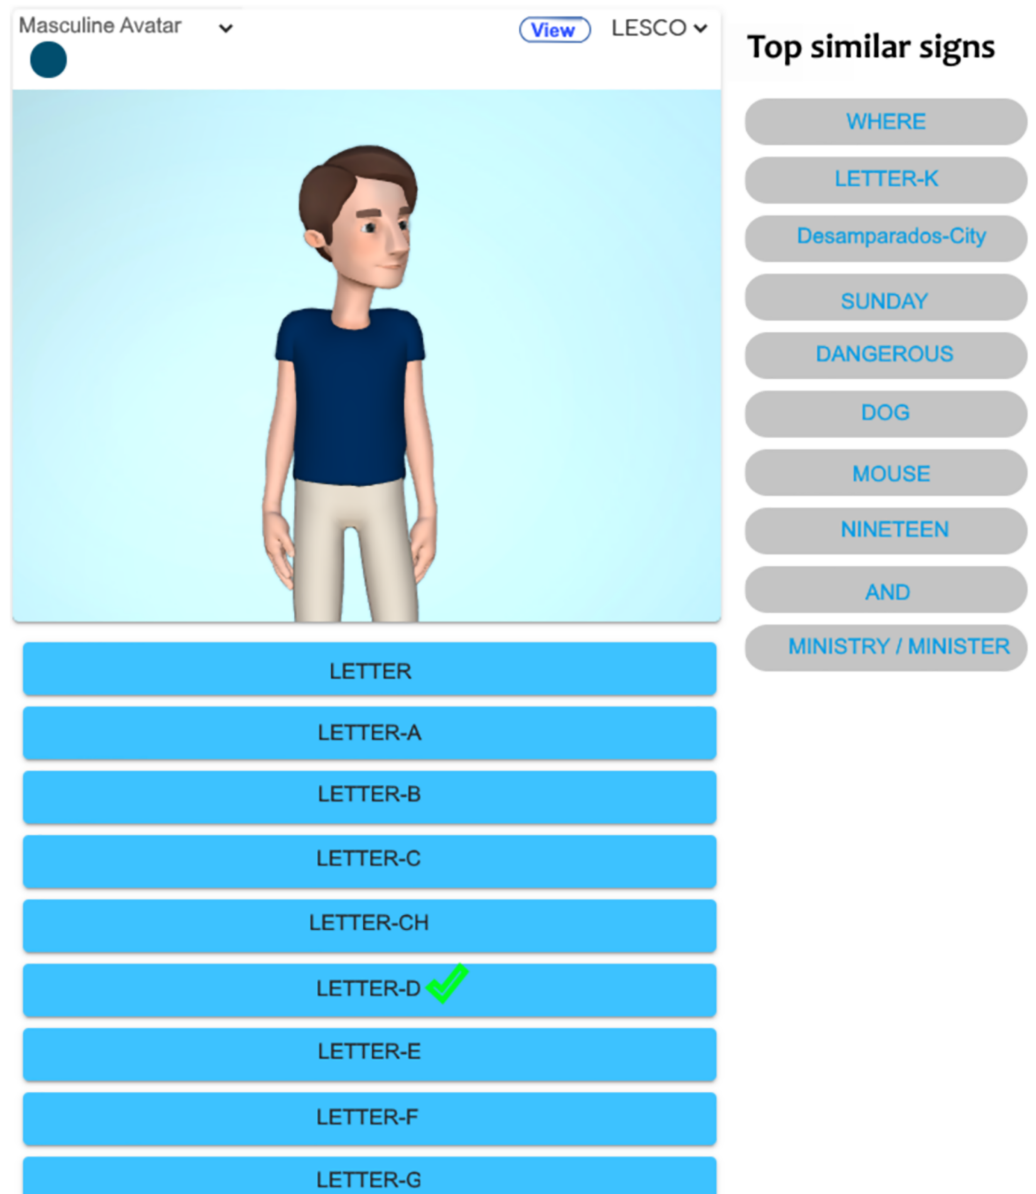 Masculine Avatar
View
LESCO
Top similar signs
WHERE
LETTER-K
Desamparados-City
SUNDAY
DANGEROUS
DOG
MOUSE
NINETEEN
AND
MINISTRY / MINISTER
LETTER
LETTER-A
LETTER-B
LETTER-C
LETTER-CH
LETTER-D
LETTER-E
LETTER-F
LETTER-G